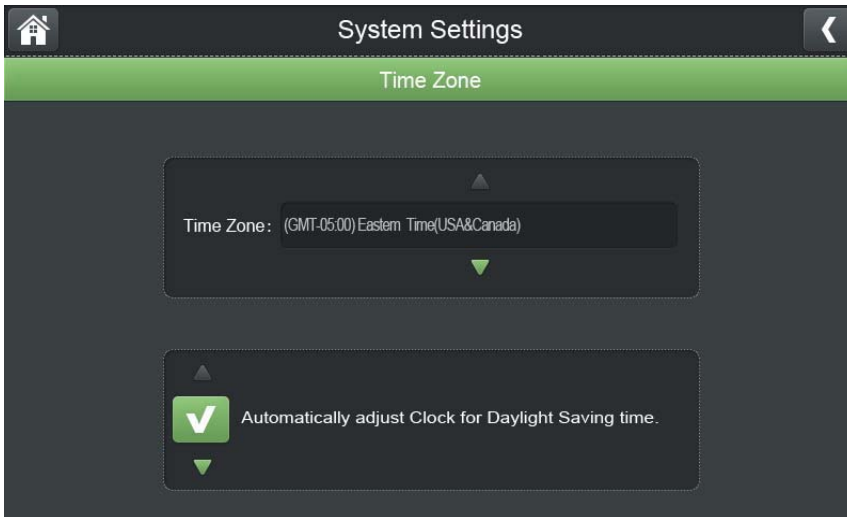 System Settings
Time Zone
Time Zone: (GMT-05:00) Eastern Time(USA&Canada)
Automatically adjust Clock for Daylight Saving time.